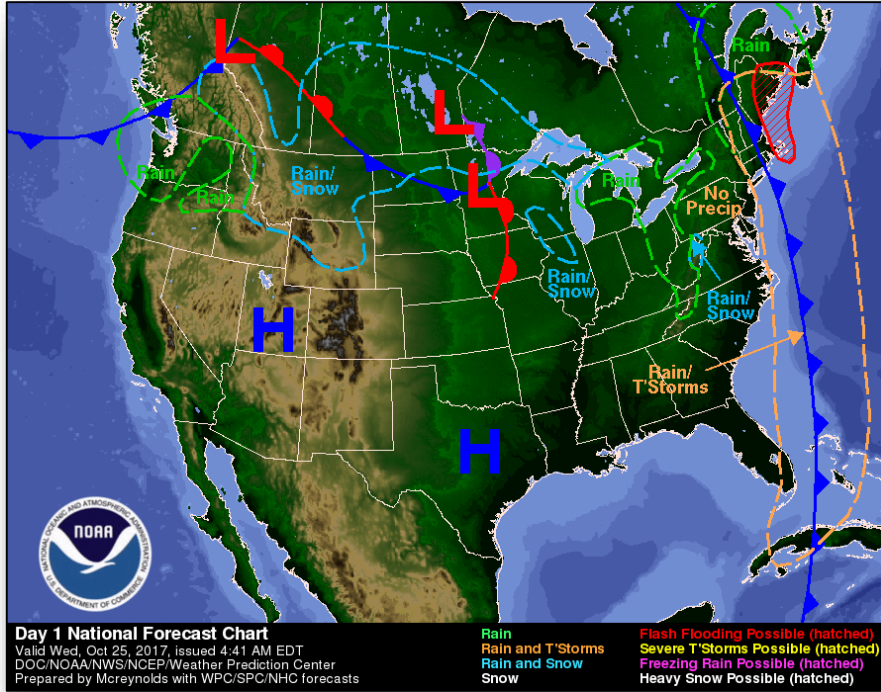 L
L
Rain
L
Rain
Rain/
Snow
Rain
Rain
No
Precip
Rain/
Snow
Rain/
Snow
H
Rain/
T'Storms
H
NATIONAL OCEANIC AND ATMOSPHERIC ADMINISTRATION
NOAA
U.S. DEPARTMENT OF COMMERCE
Day 1 National Forecast Chart
Valid Wed, Oct 25, 2017, issued 4:41 AM EDT
DOC/NOAA/NWS/NCEP/Weather Prediction Center
Prepared by Mcreynolds with WPC/SPC/NHC forecasts
Rain
Rain and T'Storms
Rain and Snow
Snow
Flash Flooding Possible (hatched)
Severe T'Storms Possible (hatched)
Freezing Rain Possible (hatched)
Heavy Snow Possible (hatched)